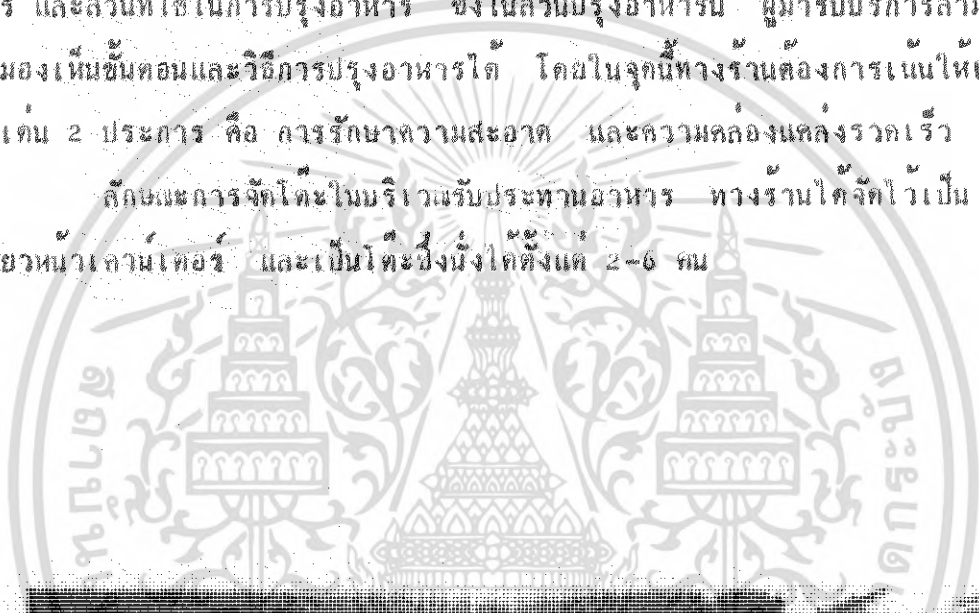 ร และส่วนที่ใช้ในการปรุงอาหาร ซึ่งในส่วนปรุงอาหารนี้ ผู้มารับบริการสาม
มองเห็นขั้นตอนและวิธีการปรุงอาหารได้ โดยในจุดนี้ทางร้านต้องการเน้นให้เ
เด่น 2 ประการ คือ การรักษาความสะอาด และความคล่องแคล่งรวดเร็ว
ลักษณะการจัดโต๊ะในบริเวณรับประทานอาหาร ทางร้านได้จัดไว้เป็น
ยวหน้าเคาน์เตอร์ และเป็นโต๊ะซึ่งนั่งได้ตั้งแต่ 2-6 คน
สถาบัน